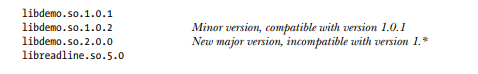 libdemo.so.1.0.1
libdemo.so.1.0.2 Minor version, compatible with version 1.0.1
libdemo.so.2.0.0 New major version, incompatible with version 1.*
libreadline.so.5.0